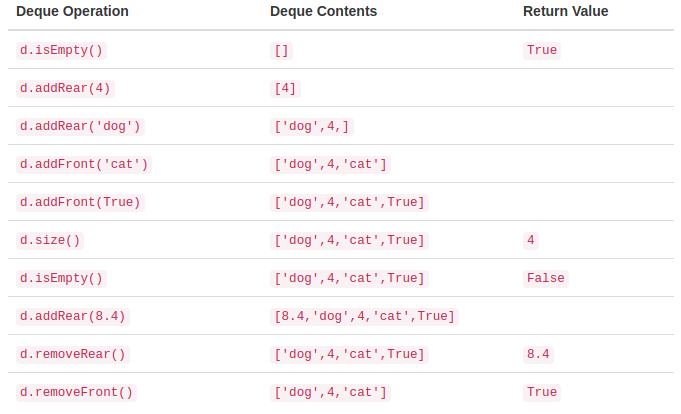 Deque Operation Deque Contents Return Value
d.isEmpty() [] True
d.addRear(4) [4]
d.addRear('dog') ['dog',4,]
d.addFront('cat') ['dog',4,'cat']
d.addFront(True) ['dog',4,'cat',True]
d.size() ['dog',4,'cat',True] 4
d.isEmpty() ['dog',4,'cat',True] False
d.addRear(8.4) [8.4,'dog',4,'cat',True]
d.removeRear() ['dog',4,'cat',True] 8.4
d.removeFront() ['dog',4,'cat'] True